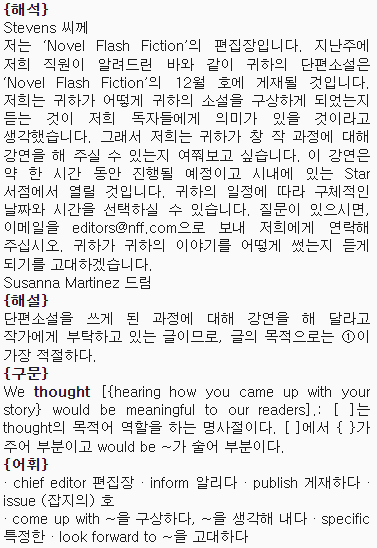 {해석}
Stevens 씨께
저는 ‘Novel Flash Fiction’의 편집장입니다. 지난주에
저희 직원이 알려드린 바와 같이 귀하의 단편소설은
‘Novel Flash Fiction’의 12월 호에 게재될 것입니다.
저희는 귀하가 어떻게 귀하의 소설을 구상하게 되었는지
듣는 것이 저희 독자들에게 의미가 있을 것이라고
생각했습니다. 그래서 저희는 귀하가 창 작 과정에 대해
강연을 해 주실 수 있는지 여쭤보고 싶습니다. 이 강연은
약 한 시간 동안 진행될 예정이고 시내에 있는 Star
서점에서 열릴 것입니다. 귀하의 일정에 따라 구체적인
날짜와 시간을 선택하실 수 있습니다. 질문이 있으시면,
이메일을 editors@nff.com으로 보내 저희에게 연락해
주십시오. 귀하가 귀하의 이야기를 어떻게 썼는지 듣게
되기를 고대하겠습니다.
Susanna Martinez 드림
{해설}
단편소설을 쓰게 된 과정에 대해 강연을 해 달라고
작가에게 부탁하고 있는 글이므로, 글의 목적으로는 ①이
가장 적절하다.
{구문}
We thought [{hearing how you came up with your
story} would be meaningful to our readers].: [ ]는
thought의 목적어 역할을 하는 명사절이다. [ ]에서 { }가
주어 부분이고 would be ~가 술어 부분이다.
{어휘}
· chief editor 편집장 · inform 알리다 · publish 게재하다 ·
issue (잡지의) 호
· come up with ~을 구상하다, ~을 생각해 내다 · specific
특정한 · look forward to ~을 고대하다